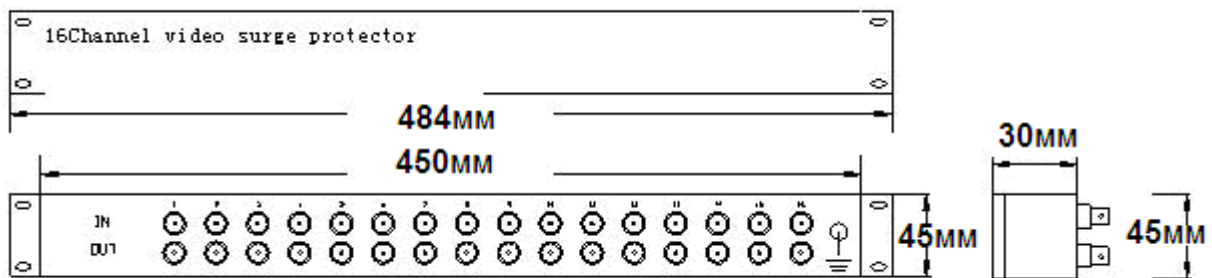 16Channel video surge protector
484MM
450MM
30MM
IN
OUT
45MM
45MM